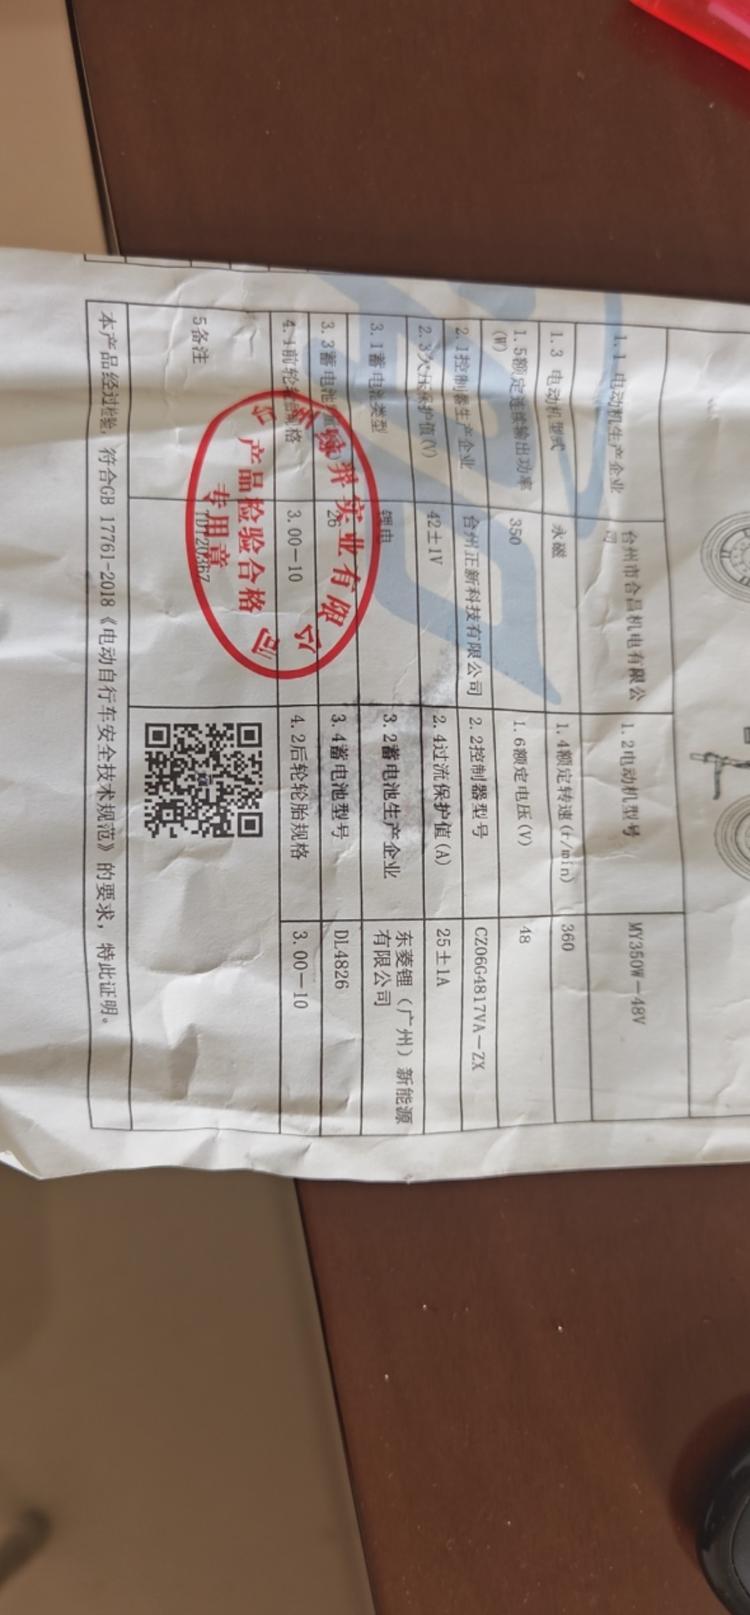 1.1 电动机生产企业 台州市合昌机电有限公司 1.2电动机型号 MY350W-48V
1.3 电动机型式 永磁 1.4额定转速(r/min) 360
1.5额定连续输出功率(W) 350 1.6额定电压(V) 48
2.1控制器生产企业 台州正新科技有限公司 2.2控制器型号 CZ06G4817VA-ZX
2.3欠压保护值(V) 42±1V 2.4过流保护值(A) 25±1A
3.1蓄电池类型 锂电 3.2蓄电池生产企业 东菱锂(广州)新能源有限公司
3.3蓄电池 26 3.4蓄电池型号 DL4826
4.1前轮轮胎规格 3.00-10 4.2后轮轮胎规格 3.00-10
5备注
实业有限公司
产品检验合格
专用章
本产品经过检验,符合GB 17761-2018《电动自行车安全技术规范》的要求,特此证明。